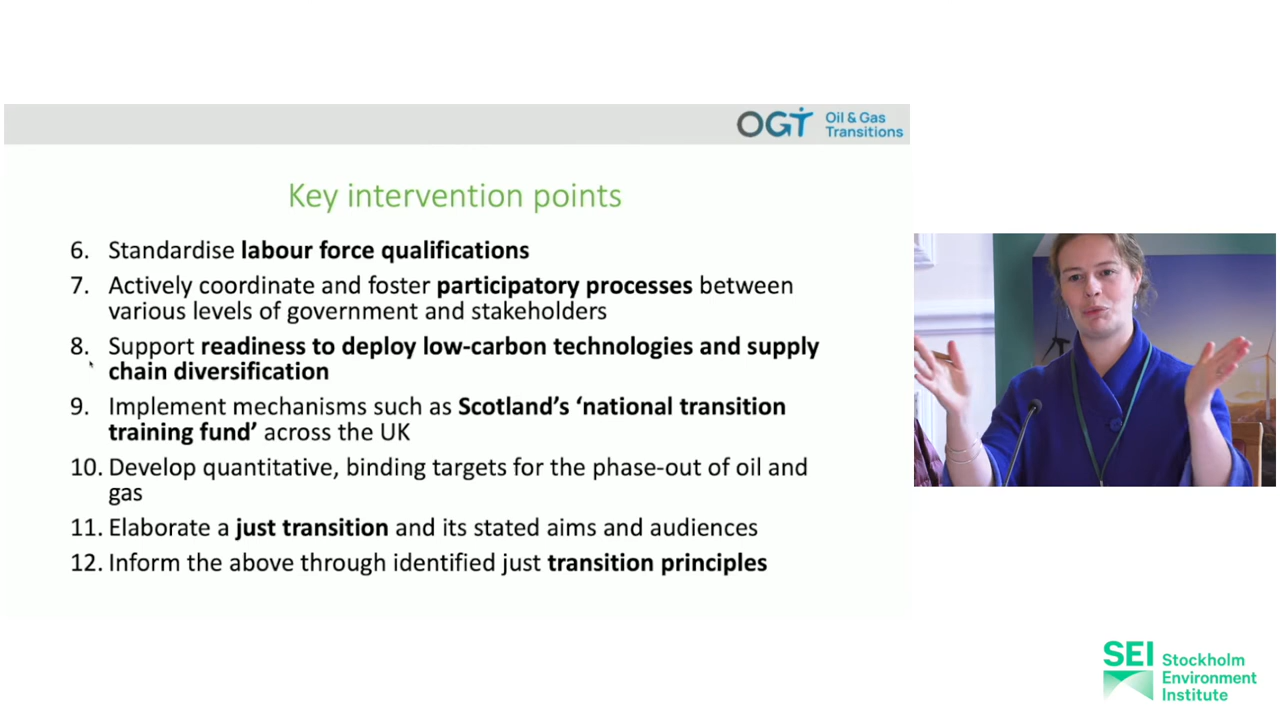 OGT Oil & Gas
Transitions
Key intervention points
6. Standardise labour force qualifications
7. Actively coordinate and foster participatory processes between
various levels of government and stakeholders
8. Support readiness to deploy low-carbon technologies and supply
chain diversification
9. Implement mechanisms such as Scotland's ‘national transition
training fund’ across the UK
10. Develop quantitative, binding targets for the phase-out of oil and
gas
11. Elaborate a just transition and its stated aims and audiences
12. Inform the above through identified just transition principles
SEI Stockholm
Environment
Institute